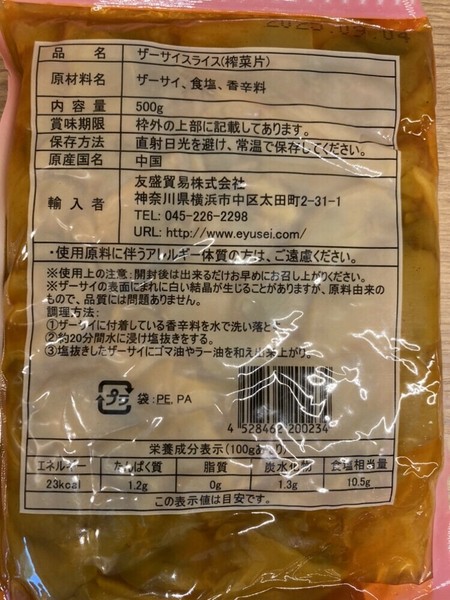 2025.09.04
品 名 ザーサイスライス(榨菜片)
原材料名 ザーサイ、食塩、香辛料
内 容 量 500g
賞味期限 枠外の上部に記載してあります。
保存方法 直射日光を避け、常温で保存してください。
原産国名 中国
輸 入 者 友盛貿易株式会社
神奈川県横浜市中区太田町2-31-1
TEL: 045-226-2298
URL: http://www.eyusei.com/
・使用原料に伴うアレルギー体質の方は、ご遠慮ください。
※使用上の注意:開封後は出来るだけお早めにお召し上がりください。
※ザーサイの表面にまれに白い結晶が生じることがありますが、原料由来の
もので、品質には問題ありません。
調理方法:
①ザーサイに付着している香辛料を水で洗い落と
②約20分間水に浸け塩抜きをする。
③塩抜きしたザーサイにゴマ油やラー油を和え出来上がり。
プラ 袋:PE, PA
4 528462 200234
栄養成分表示(100gあ
エネルギー たんぱく質 脂質 炭水化物 食塩相当量
23kcal 1.2g 0g 1.3g 10.5g
この表示値は目安です。